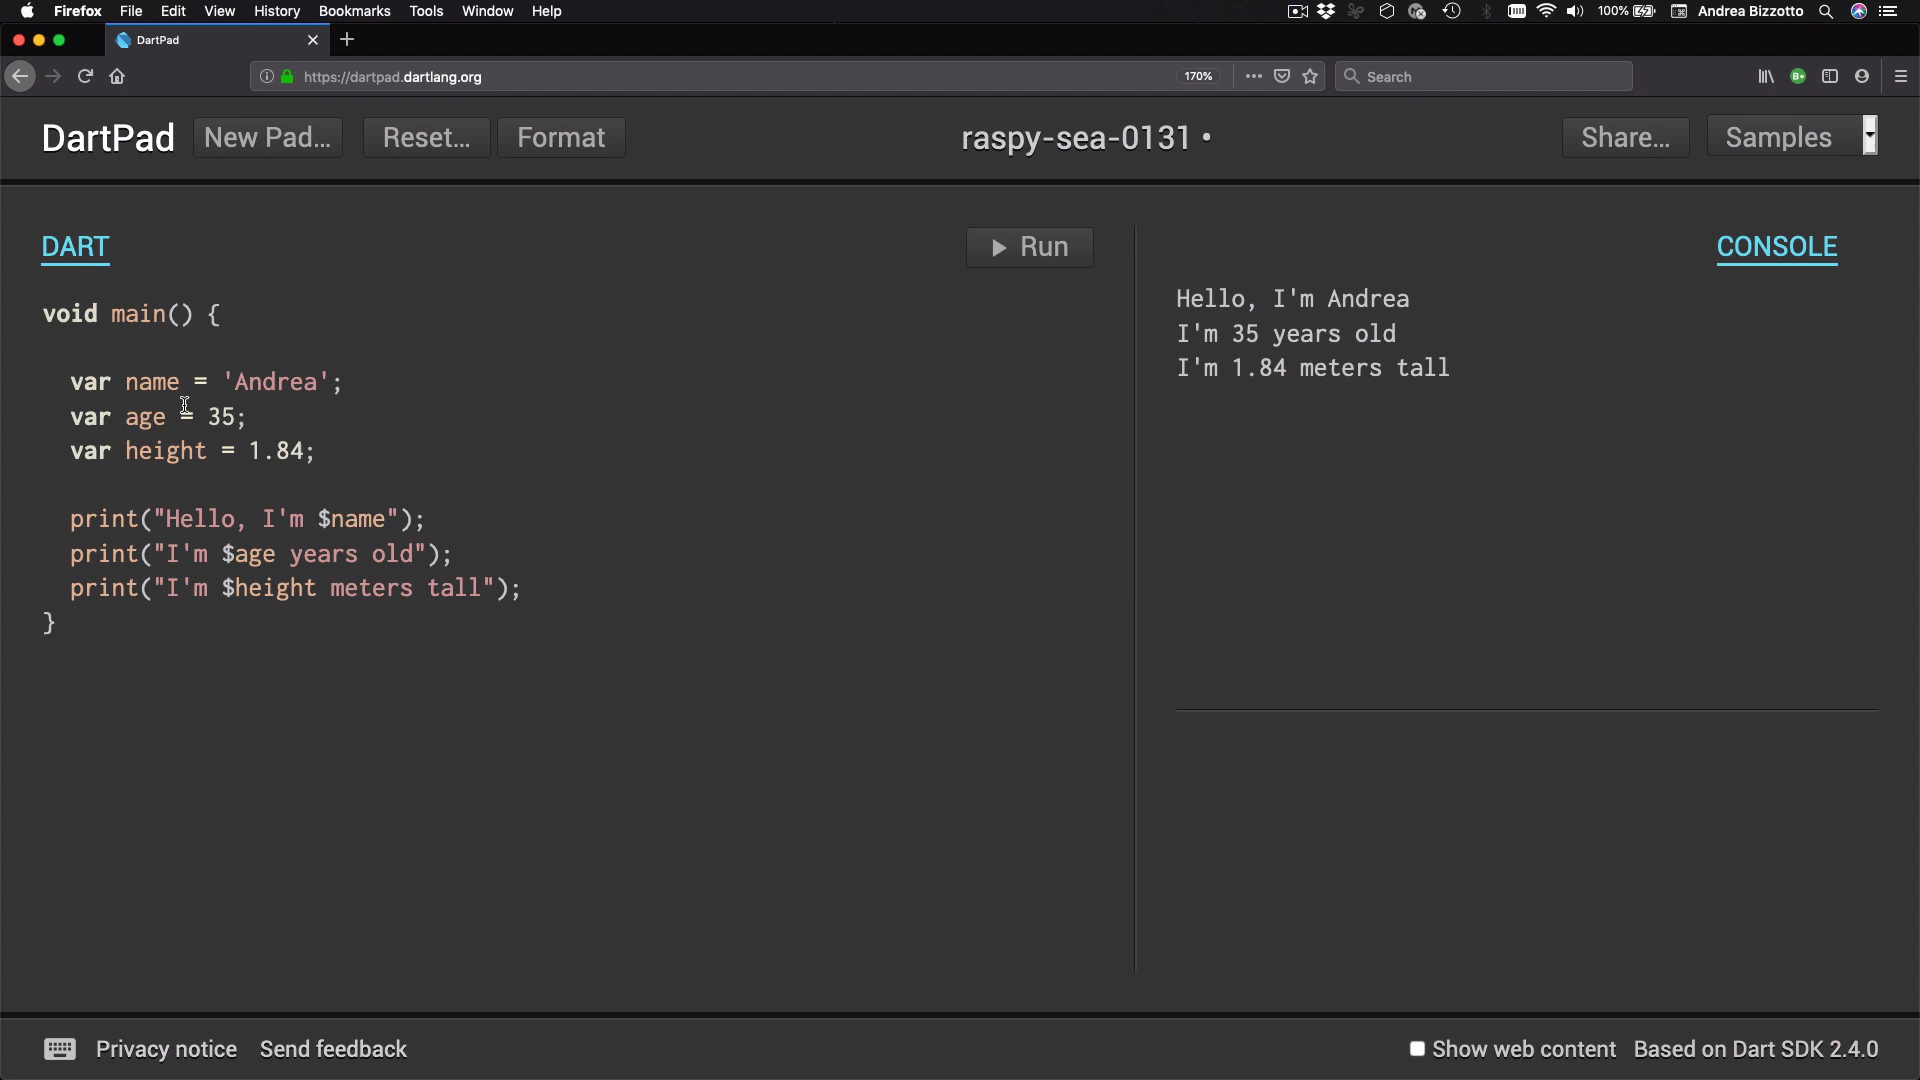 Firefox File Edit View History Bookmarks Tools Window Help 100% Andrea Bizzotto
DartPad
https://dartpad.dartlang.org 170% Search
DartPad New Pad... Reset... Format raspy-sea-0131 • Share... Samples
DART Run CONSOLE
void main() {
var name = 'Andrea';
var age = 35;
var height = 1.84;
print("Hello, I'm $name");
print("I'm $age years old");
print("I'm $height meters tall");
}
Hello, I'm Andrea
I'm 35 years old
I'm 1.84 meters tall
Privacy notice Send feedback Show web content Based on Dart SDK 2.4.0